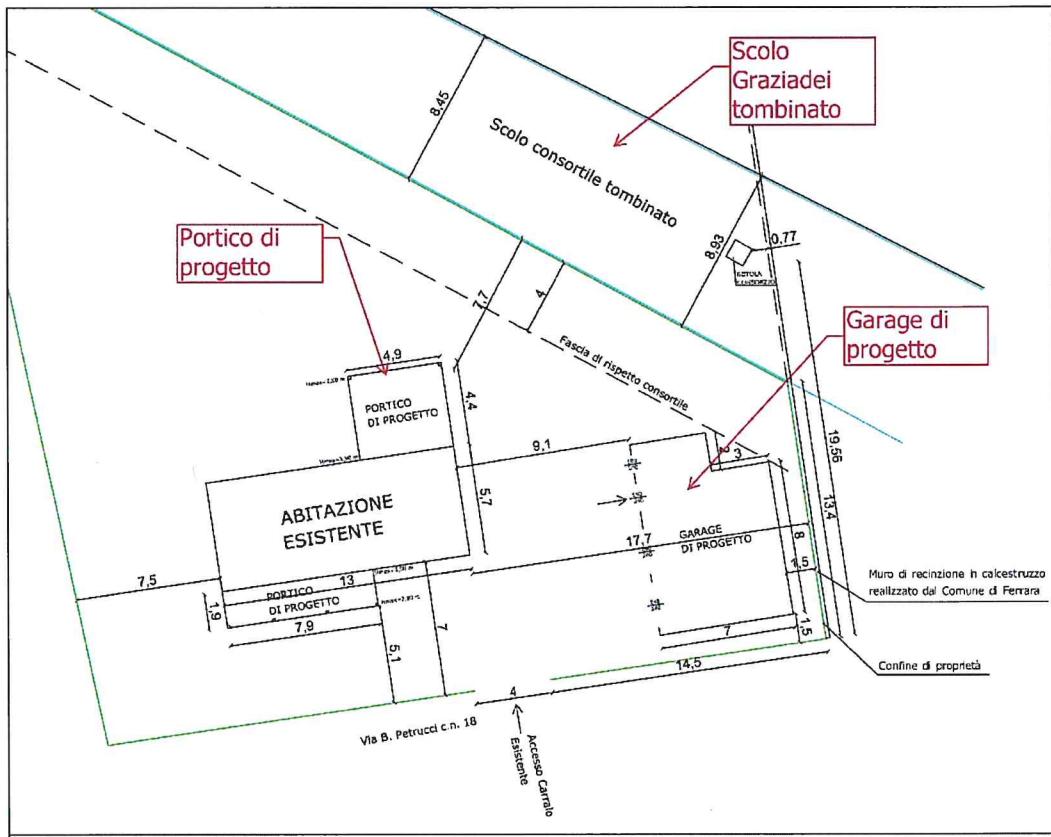 Scolo
Graziadei
tombinato
8,45
Scolo consortile tombinato
8,93
0,77
Portico di
progetto
7,7
4
Garage di
progetto
Fascia di rispetto consortile
4,9
4,4
PORTICO
DI PROGETTO
19,56
13,4
9,1
2
3
5,7
ABITAZIONE
ESISTENTE
17,7
GARAGE
DI PROGETTO
8
1,5
Muro di recinzione in calcestruzzo
realizzato dal Comune di Ferrara
7,5
13
PORTICO
DI PROGETTO
1,9
7,9
5,1
7
7
1,5
14,5
Confine di proprietà
4
Via B. Petrucci c.n. 18
Accesso Carraio
Esistente